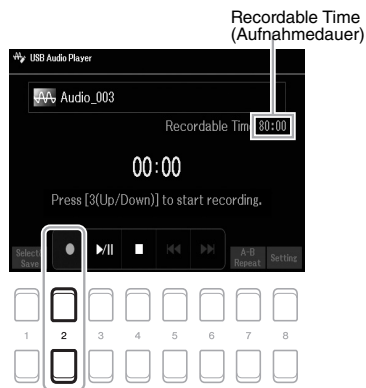 Recordable Time
(Aufnahmedauer)
USB Audio Player
Audio_003
Recordable Time 80:00
00:00
Press [3(Up/Down)] to start recording.
Select/
Save
A-B
Repeat
Setting
1 2 3 4 5 6 7 8